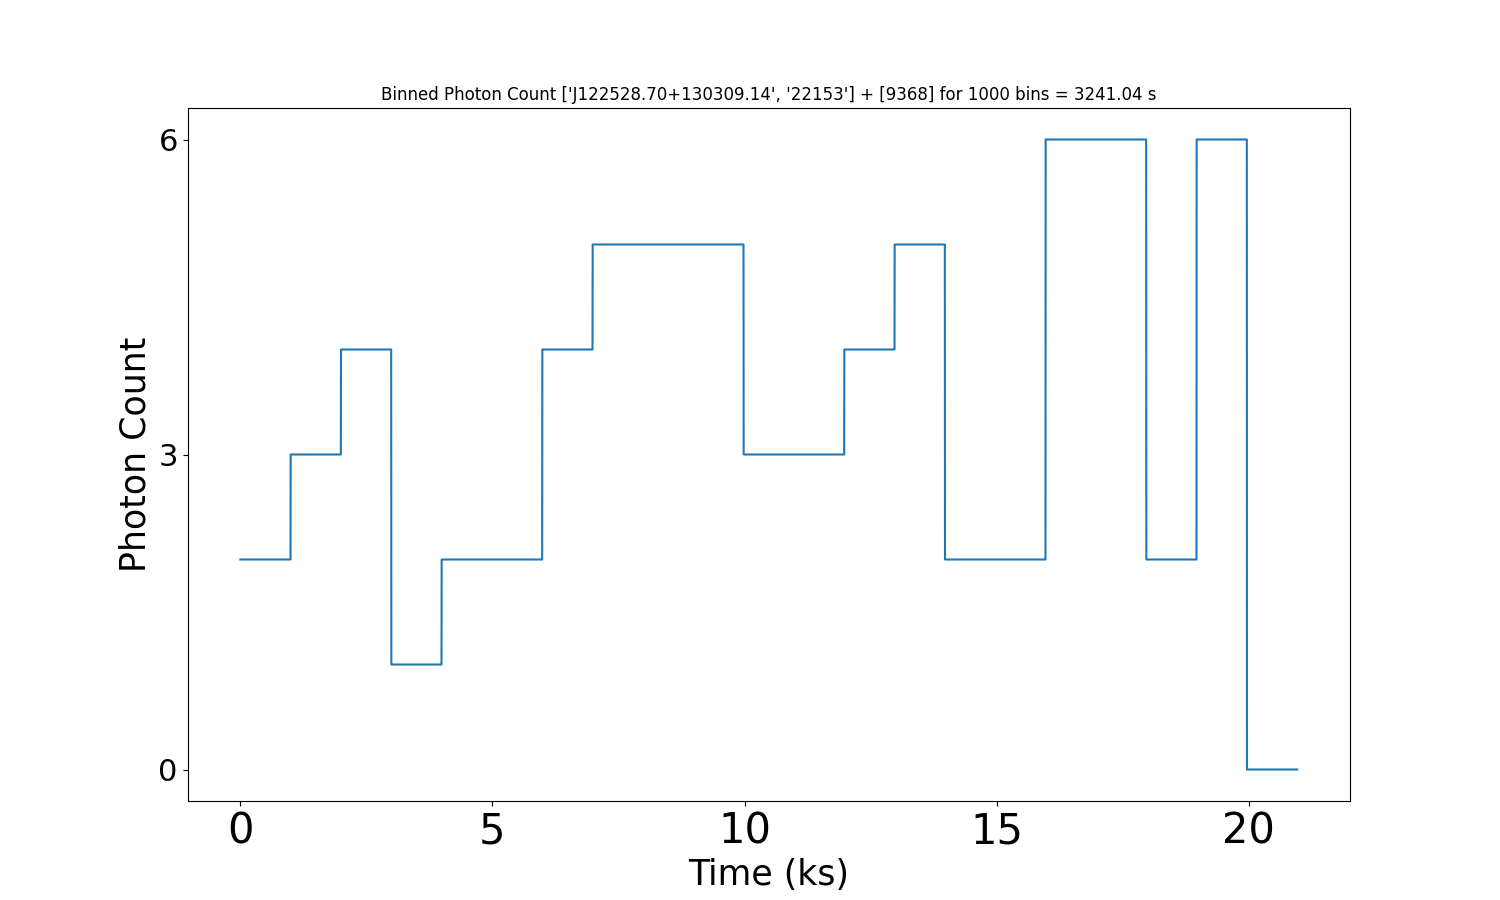 Binned Photon Count ['J122528.70+130309.14', '22153'] + [9368] for 1000 bins = 3241.04 s
6
3
0
Photon Count
0 5 10 15 20
Time (ks)